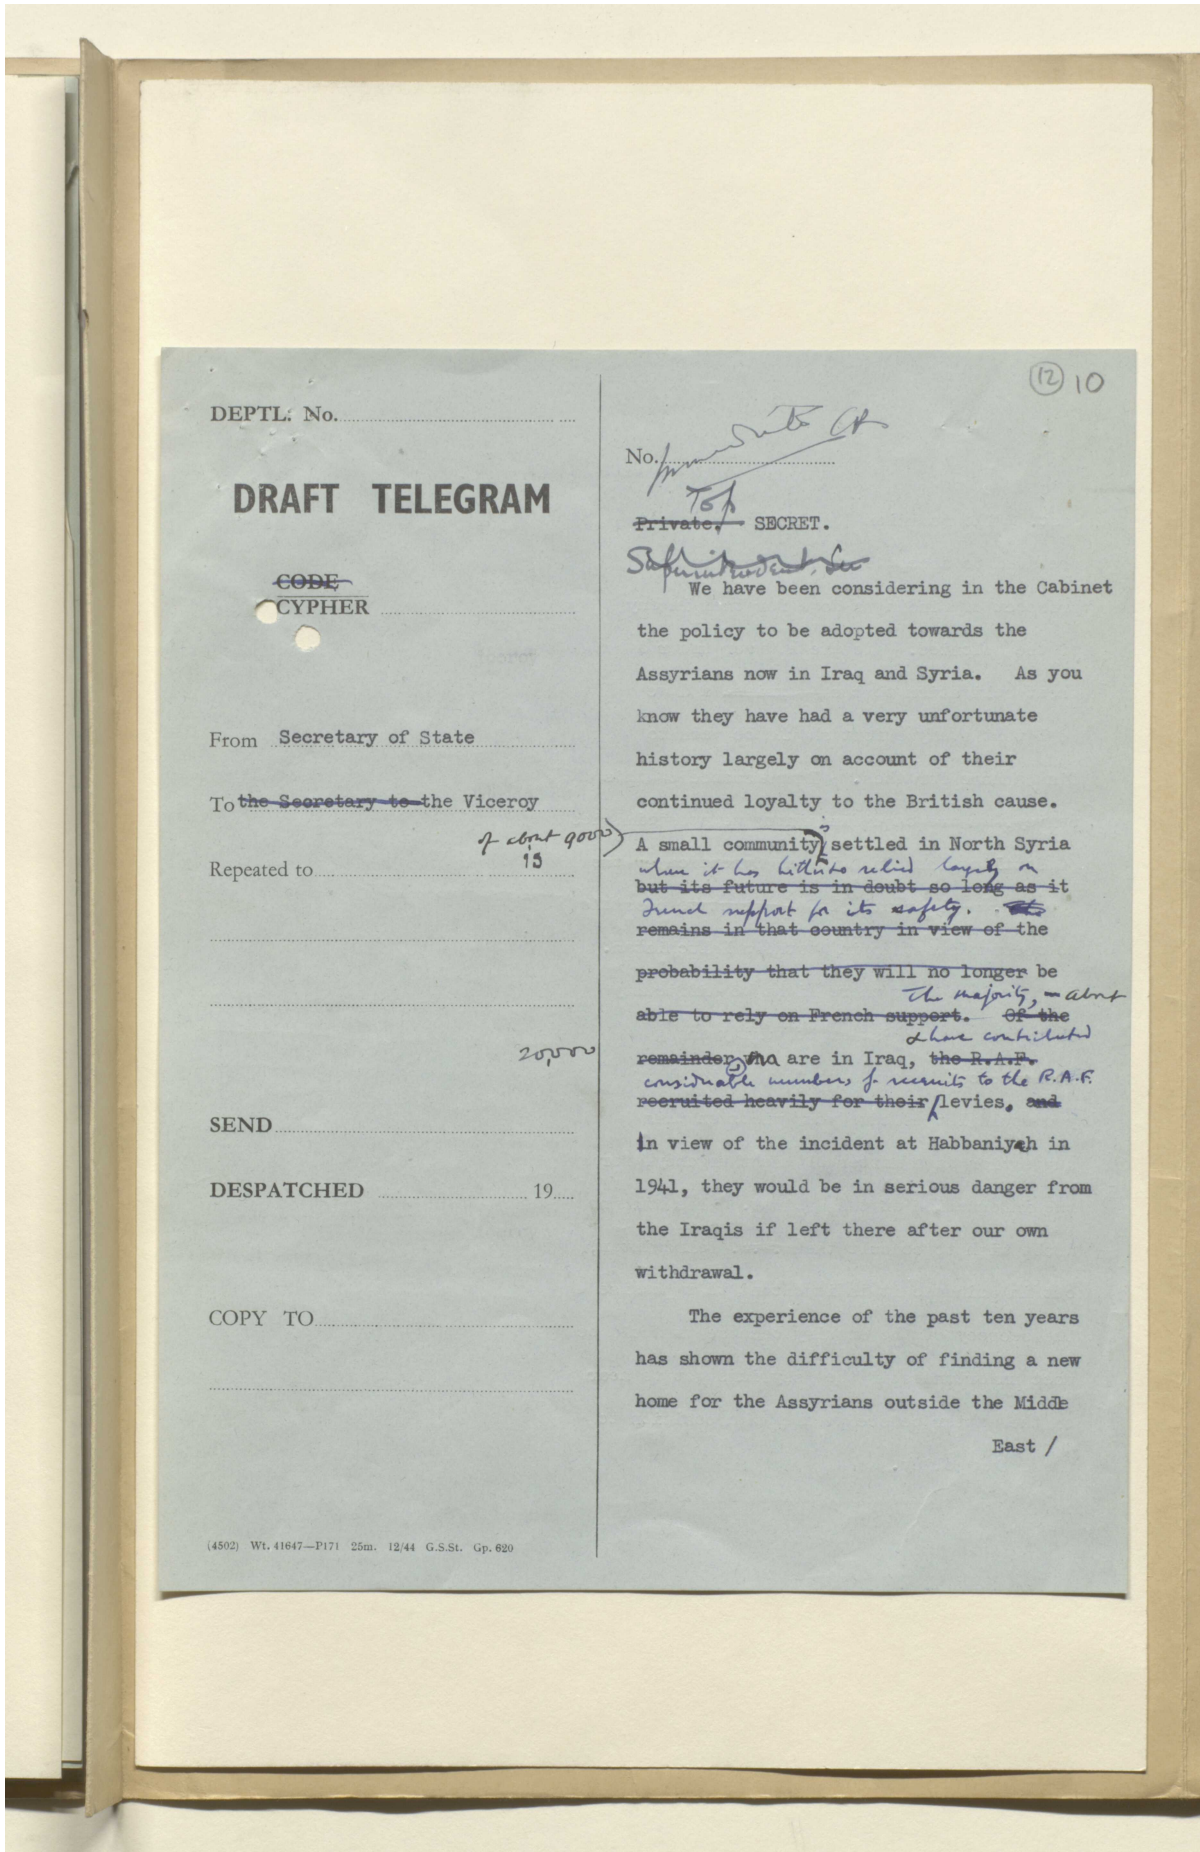 12 10
DEPTL. No.
DRAFT TELEGRAM
CODE
CYPHER
From Secretary of State
To the Secretary to the Viceroy
of about 9000
Repeated to
20,000
SEND
DESPATCHED 19
COPY TO
(4502) Wt. 41647—P171 25m. 12/44 G.S.St. Gp. 620
No.
Top
Private. SECRET.
We have been considering in the Cabinet
the policy to be adopted towards the
Assyrians now in Iraq and Syria. As you
know they have had a very unfortunate
history largely on account of their
continued loyalty to the British cause.
A small community is settled in North Syria
where it has hitherto relied largely on
but its future is in doubt so long as it
French support for its safety. The
remains in that country in view of the
probability that they will no longer be
The majority, — about
able to rely on French support. Of the
& have contributed
remainder who are in Iraq, the R.A.F.
considerable numbers of recruits to the R.A.F.
recruited heavily for their levies. and
In view of the incident at Habbaniyah in
1941, they would be in serious danger from
the Iraqis if left there after our own
withdrawal.
The experience of the past ten years
has shown the difficulty of finding a new
home for the Assyrians outside the Middle
East /